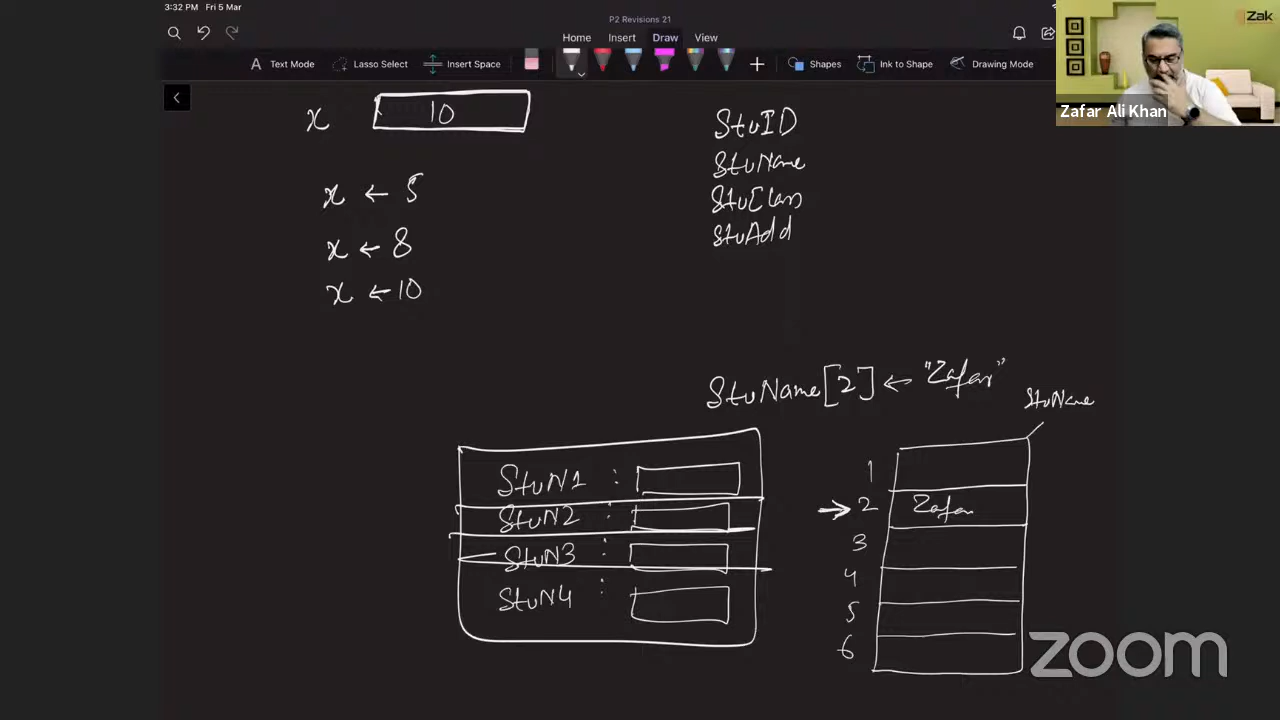 3:32 PM Fri 5 Mar
P2 Revisions 21
Home Insert Draw View
Text Mode Lasso Select Insert Space Shapes Ink to Shape Drawing Mode
Zak
Zafar Ali Khan
x 10
x ← 5
x ← 8
x ← 10
StuID
StuName
StuClass
StuAdd
StuName[2] ← "Zafar"
StuName
StuN1 :
StuN2 :
StuN3 :
StuN4 :
1
→ 2 Zafar
3
4
5
6
zoom